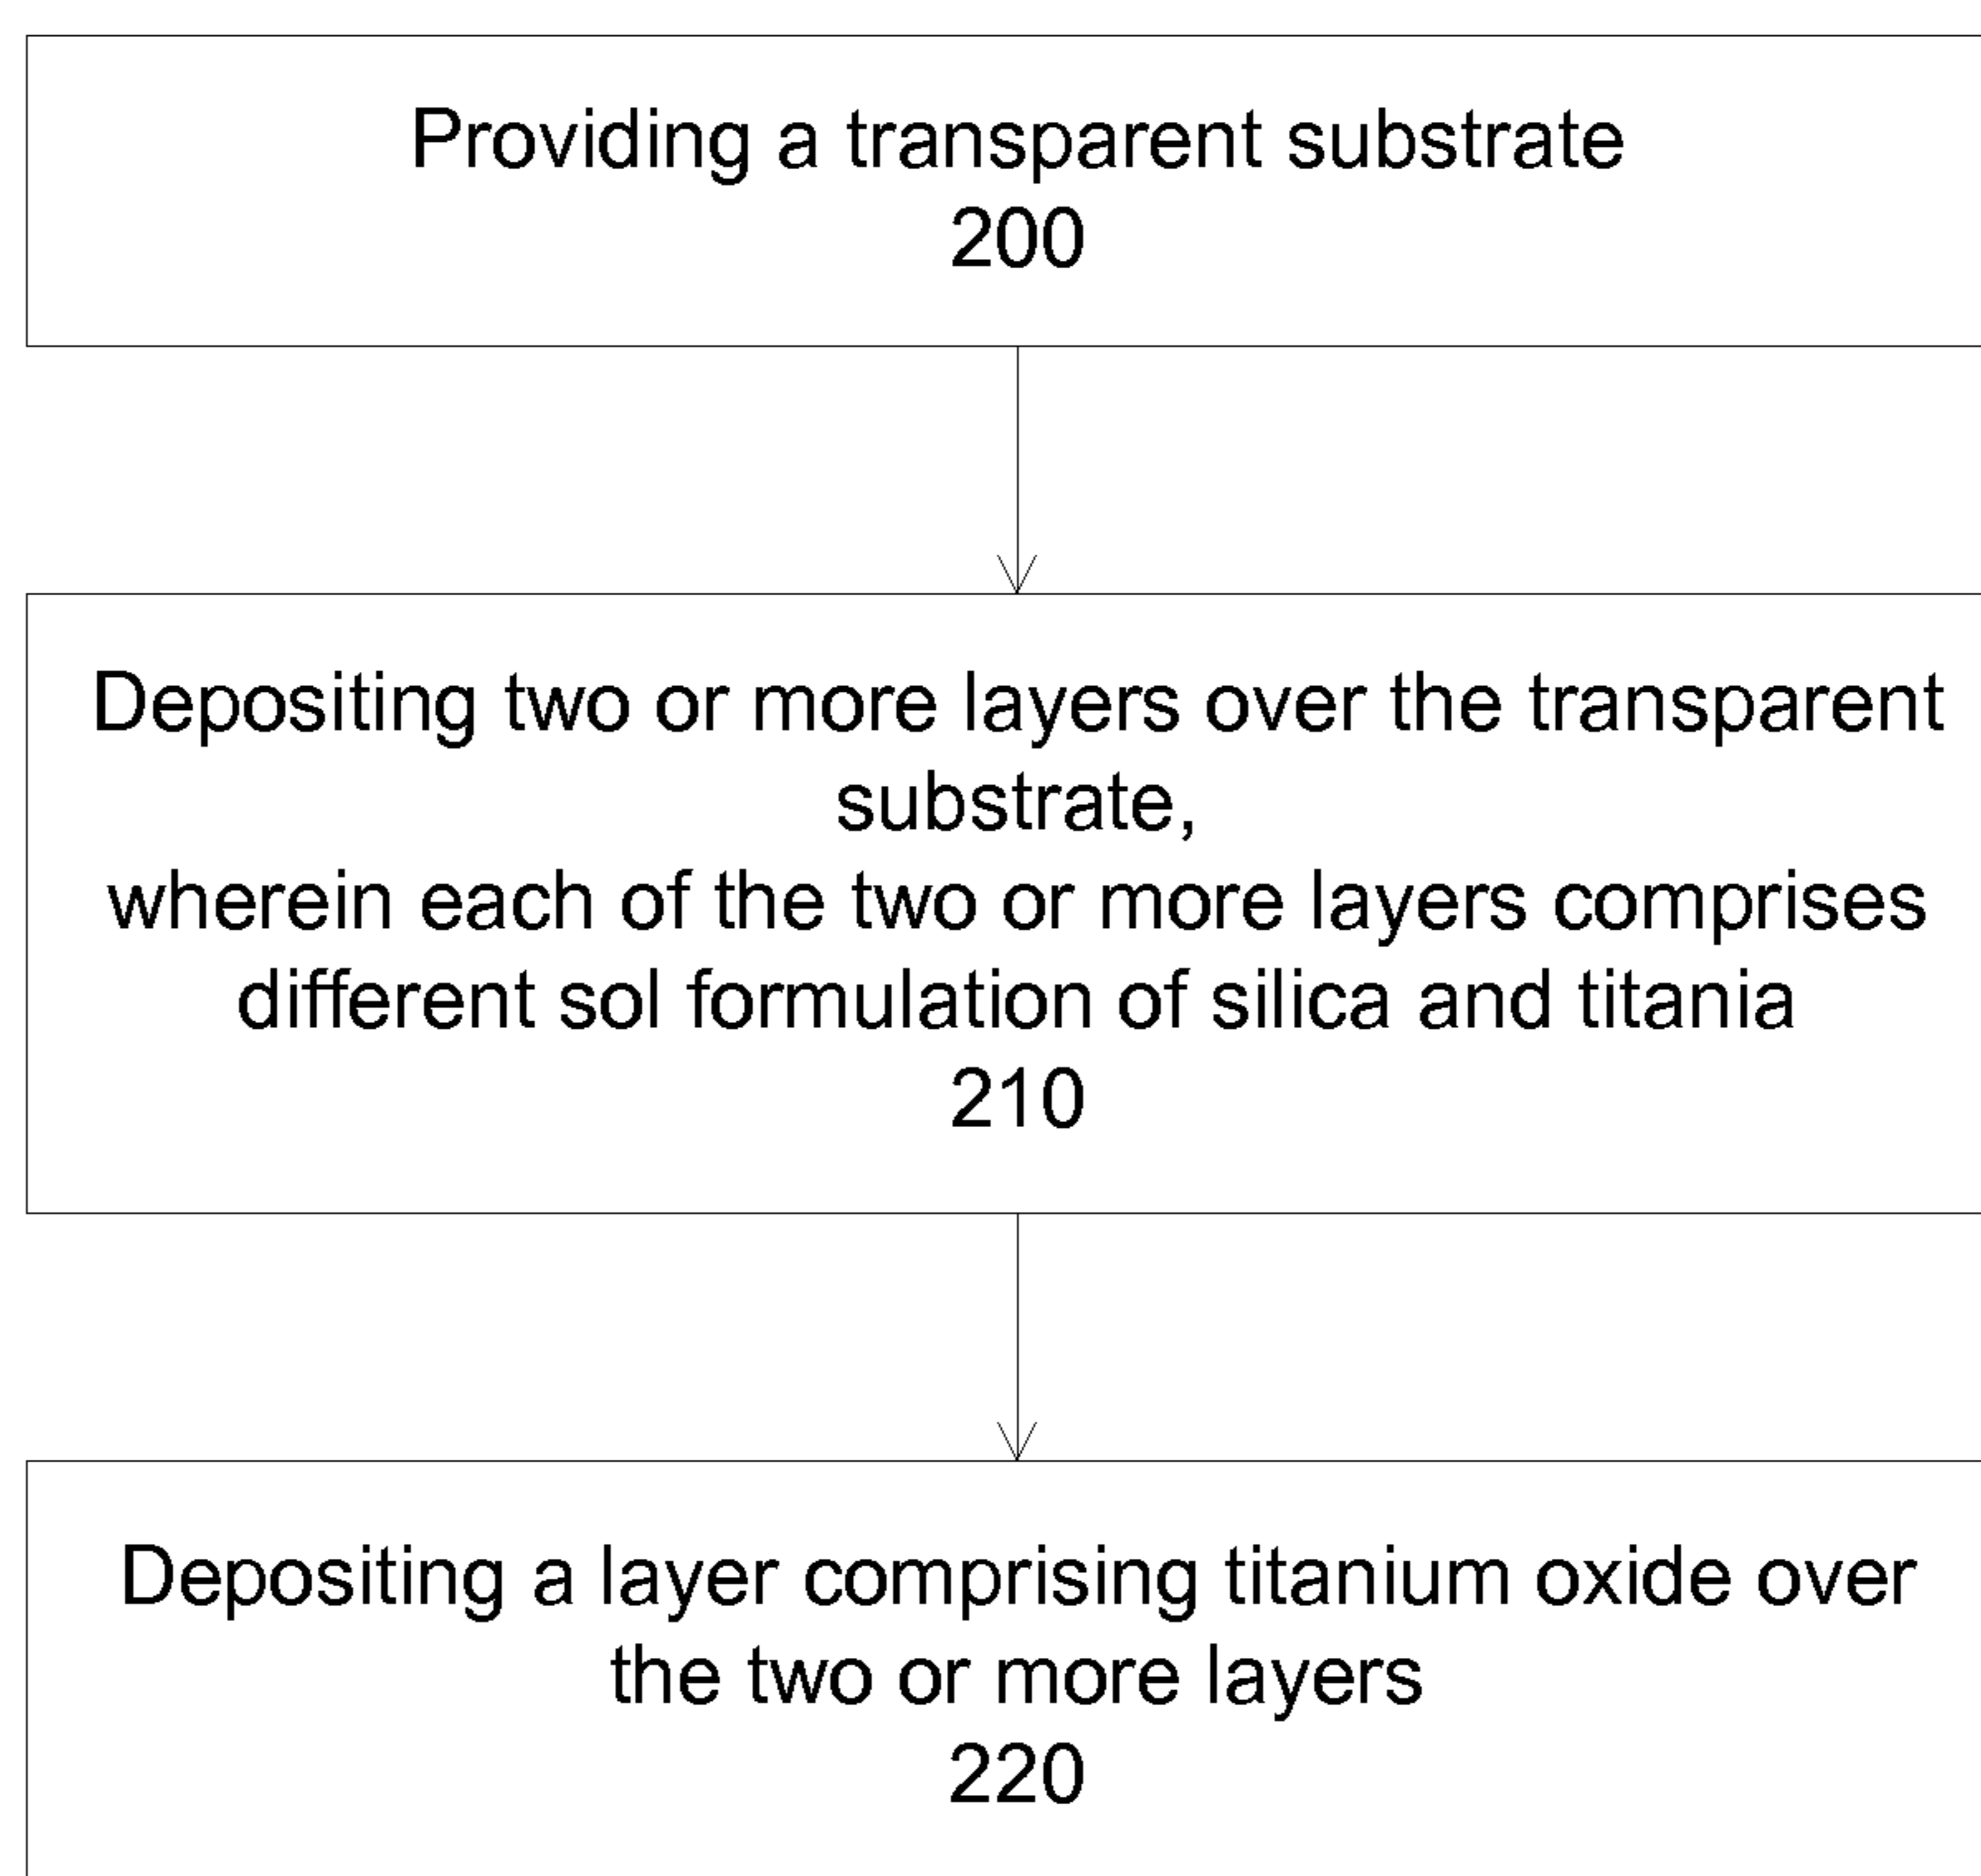 Providing a transparent substrate
200
Depositing two or more layers over the transparent
substrate,
wherein each of the two or more layers comprises
different sol formulation of silica and titania
210
Depositing a layer comprising titanium oxide over
the two or more layers
220